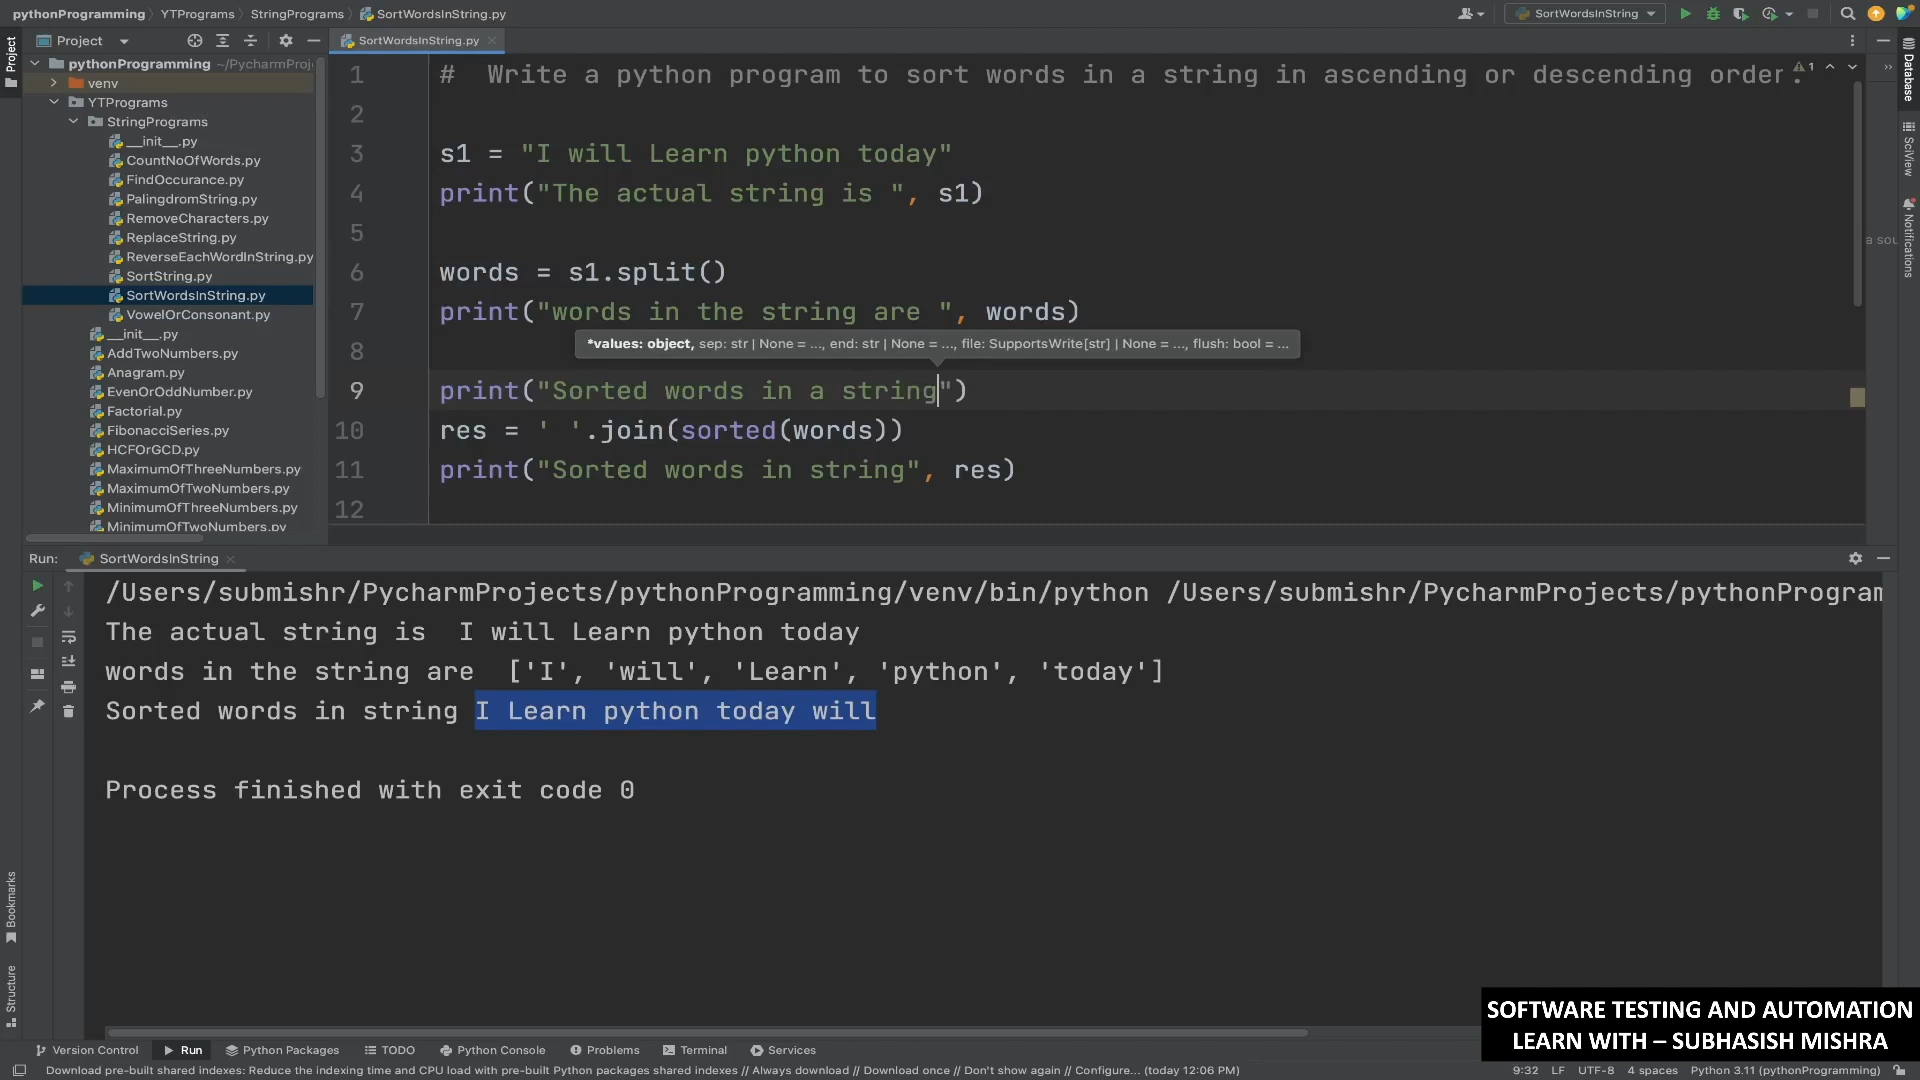 pythonProgramming YTPrograms StringPrograms SortWordsInString.py
SortWordsInString
Project
Project
SortWordsInString.py
pythonProgramming ~/PycharmProj
venv
YTPrograms
StringPrograms
__init__.py
CountNoOfWords.py
FindOccurance.py
PalingdromString.py
RemoveCharacters.py
ReplaceString.py
ReverseEachWordInString.py
SortString.py
SortWordsInString.py
VowelOrConsonant.py
__init__.py
AddTwoNumbers.py
Anagram.py
EvenOrOddNumber.py
Factorial.py
FibonacciSeries.py
HCFOrGCD.py
MaximumOfThreeNumbers.py
MaximumOfTwoNumbers.py
MinimumOfThreeNumbers.py
MinimumOfTwoNumbers.py
1 # Write a python program to sort words in a string in ascending or descending order.
1
2
3 s1 = "I will Learn python today"
4 print("The actual string is ", s1)
5
6 words = s1.split()
7 print("words in the string are ", words)
*values: object, sep: str | None = ..., end: str | None = ..., file: SupportsWrite[str] | None = ..., flush: bool = ...
8
9 print("Sorted words in a string")
10 res = ' '.join(sorted(words))
11 print("Sorted words in string", res)
12
Database
SciView
Notifications
a sou
Run: SortWordsInString
/Users/submishr/PycharmProjects/pythonProgramming/venv/bin/python /Users/submishr/PycharmProjects/pythonProgram
The actual string is  I will Learn python today
words in the string are  ['I', 'will', 'Learn', 'python', 'today']
Sorted words in string I Learn python today will
Process finished with exit code 0
Bookmarks
Structure
SOFTWARE TESTING AND AUTOMATION
LEARN WITH – SUBHASISH MISHRA
Version Control Run Python Packages TODO Python Console Problems Terminal Services
Download pre-built shared indexes: Reduce the indexing time and CPU load with pre-built Python packages shared indexes // Always download // Download once // Don't show again // Configure... (today 12:06 PM)
9:32 LF UTF-8 4 spaces Python 3.11 (pythonProgramming)